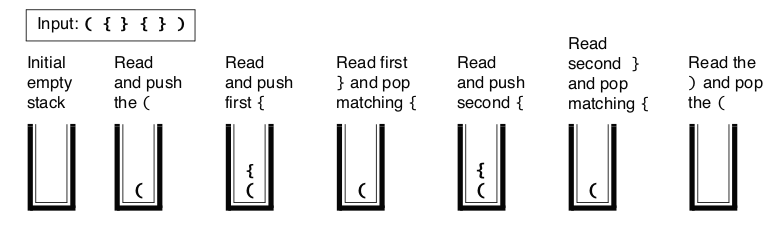 Input: ( { } { } )
Initial
empty
stack
Read
and push
the (
Read
and push
first {
Read first
} and pop
matching {
Read
and push
second {
Read
second }
and pop
matching {
Read the
) and pop
the (
(
{
(
(
{
(
(